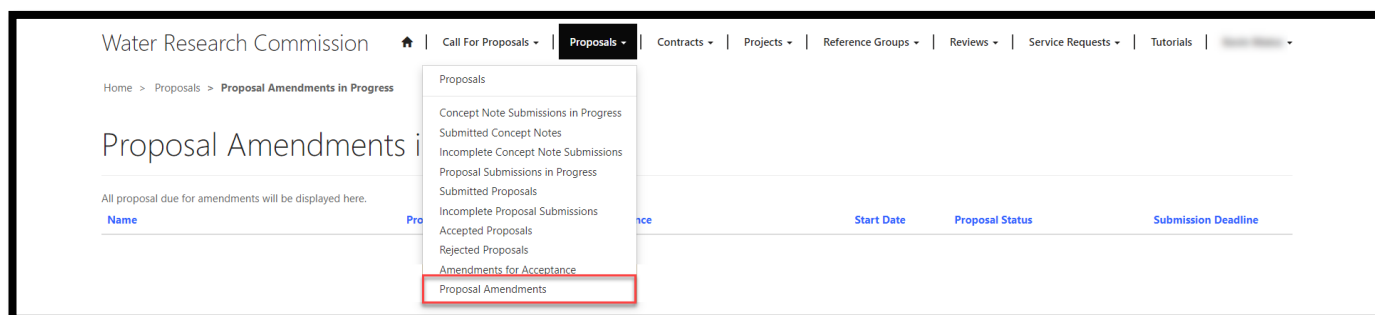 Water Research Commission | Call For Proposals | Proposals | Contracts | Projects | Reference Groups | Reviews | Service Requests | Tutorials |
Home > Proposals > Proposal Amendments in Progress
Proposals
Concept Note Submissions in Progress
Submitted Concept Notes
Incomplete Concept Note Submissions
Proposal Submissions in Progress
Submitted Proposals
Incomplete Proposal Submissions
Accepted Proposals
Rejected Proposals
Amendments for Acceptance
Proposal Amendments
Proposal Amendments i
All proposal due for amendments will be displayed here.
Name Pro nce Start Date Proposal Status Submission Deadline